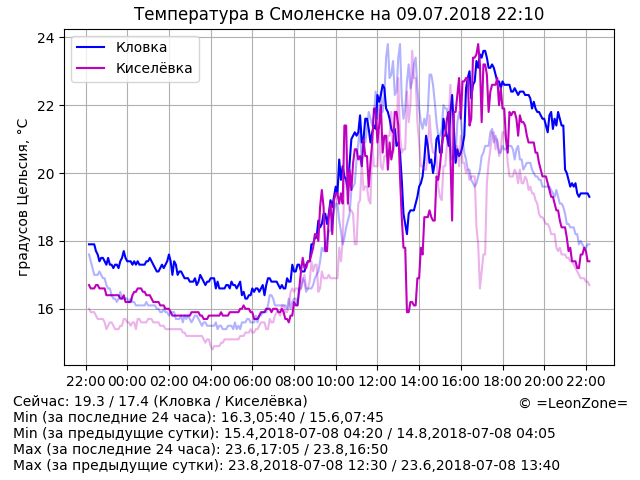 Температура в Смоленске на 09.07.2018 22:10
Кловка
Киселёвка
градусов Цельсия, °C
24
22
20
18
16
22:00 00:00 02:00 04:00 06:00 08:00 10:00 12:00 14:00 16:00 18:00 20:00 22:00
Сейчас: 19.3 / 17.4 (Кловка / Киселёвка)
© =LeonZone=
Min (за последние 24 часа): 16.3,05:40 / 15.6,07:45
Min (за предыдущие сутки): 15.4,2018-07-08 04:20 / 14.8,2018-07-08 04:05
Max (за последние 24 часа): 23.6,17:05 / 23.8,16:50
Max (за предыдущие сутки): 23.8,2018-07-08 12:30 / 23.6,2018-07-08 13:40